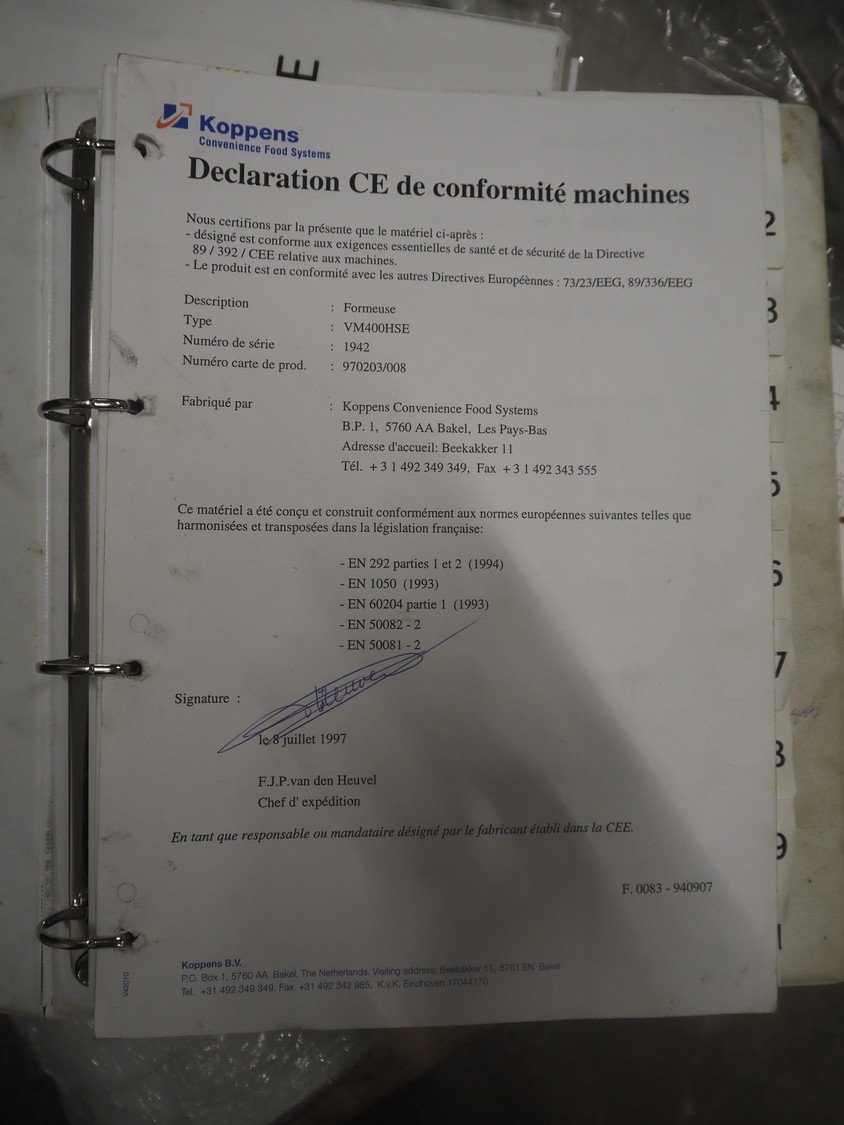 E
Koppens
Convenience Food Systems
Declaration CE de conformité machines
Nous certifions par la présente que le matériel ci-après :
- désigné est conforme aux exigences essentielles de santé et de sécurité de la Directive
89 / 392 / CEE relative aux machines.
- Le produit est en conformité avec les autres Directives Européènnes : 73/23/EEG, 89/336/EEG
Description : Formeuse
Type : VM400HSE
Numéro de série : 1942
Numéro carte de prod. : 970203/008
Fabriqué par : Koppens Convenience Food Systems
B.P. 1, 5760 AA Bakel, Les Pays-Bas
Adresse d'accueil: Beekakker 11
Tél. + 3 1 492 349 349, Fax + 3 1 492 343 555
Ce matériel a été conçu et construit conformément aux normes européennes suivantes telles que
harmonisées et transposées dans la législation française:
- EN 292 parties 1 et 2 (1994)
- EN 1050 (1993)
- EN 60204 partie 1 (1993)
- EN 50082 - 2
- EN 50081 - 2
Signature :
le 8 juillet 1997
F.J.P.van den Heuvel
Chef d' expédition
En tant que responsable ou mandataire désigné par le fabricant établi dans la CEE.
F. 0083 - 940907
Koppens B.V.
P.O. Box 1, 5760 AA Bakel, The Netherlands, Visiting address: Beekakker 11, 5761 EN Bakel
Tel. +31 492 349 349, Fax +31 492 342 985, K.v.K. Eindhoven 17044170
2
3
4
5
6
7
8
9